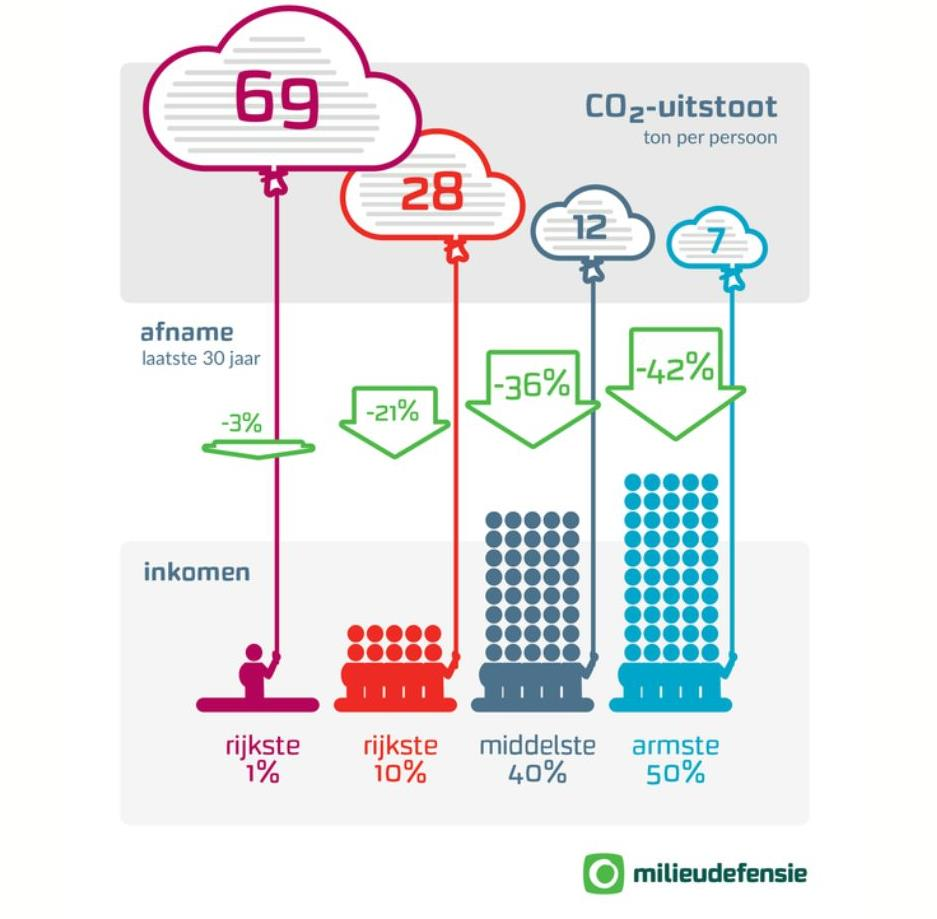 69
28
12
7
CO₂-uitstoot
ton per persoon
afname
laatste 30 jaar
-3%
-21%
-36%
-42%
inkomen
rijkste
1%
rijkste
10%
middelste
40%
armste
50%
milieudefensie